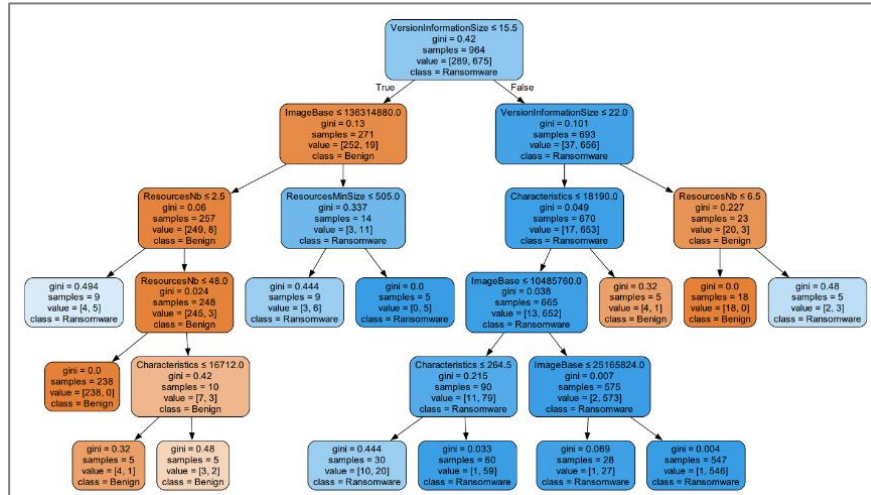 VersionInformationSize ≤ 15.5
gini = 0.42
samples = 964
value = [289, 675]
class = Ransomware
True
False
ImageBase ≤ 136314880.0
gini = 0.13
samples = 271
value = [252, 19]
class = Benign
VersionInformationSize ≤ 22.0
gini = 0.101
samples = 693
value = [37, 656]
class = Ransomware
ResourcesNb ≤ 2.5
gini = 0.06
samples = 257
value = [249, 8]
class = Benign
ResourcesMinSize ≤ 505.0
gini = 0.337
samples = 14
value = [3, 11]
class = Ransomware
Characteristics ≤ 18190.0
gini = 0.049
samples = 670
value = [17, 653]
class = Ransomware
ResourcesNb ≤ 6.5
gini = 0.227
samples = 23
value = [20, 3]
class = Benign
gini = 0.494
samples = 9
value = [4, 5]
class = Ransomware
ResourcesNb ≤ 48.0
gini = 0.024
samples = 248
value = [245, 3]
class = Benign
gini = 0.444
samples = 9
value = [3, 6]
class = Ransomware
gini = 0.0
samples = 5
value = [0, 5]
class = Ransomware
ImageBase ≤ 10485760.0
gini = 0.038
samples = 665
value = [13, 652]
class = Ransomware
gini = 0.32
samples = 5
value = [4, 1]
class = Benign
gini = 0.0
samples = 18
value = [18, 0]
class = Benign
gini = 0.48
samples = 5
value = [2, 3]
class = Ransomware
gini = 0.0
samples = 238
value = [238, 0]
class = Benign
Characteristics ≤ 16712.0
gini = 0.42
samples = 10
value = [7, 3]
class = Benign
Characteristics ≤ 264.5
gini = 0.215
samples = 90
value = [11, 79]
class = Ransomware
ImageBase ≤ 25165824.0
gini = 0.007
samples = 575
value = [2, 573]
class = Ransomware
gini = 0.32
samples = 5
value = [4, 1]
class = Benign
gini = 0.48
samples = 5
value = [3, 2]
class = Benign
gini = 0.444
samples = 30
value = [10, 20]
class = Ransomware
gini = 0.033
samples = 60
value = [1, 59]
class = Ransomware
gini = 0.069
samples = 28
value = [1, 27]
class = Ransomware
gini = 0.004
samples = 547
value = [1, 546]
class = Ransomware